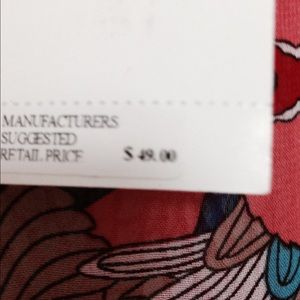 MANUFACTURERS
SUGGESTED
RETAIL PRICE $ 49.00